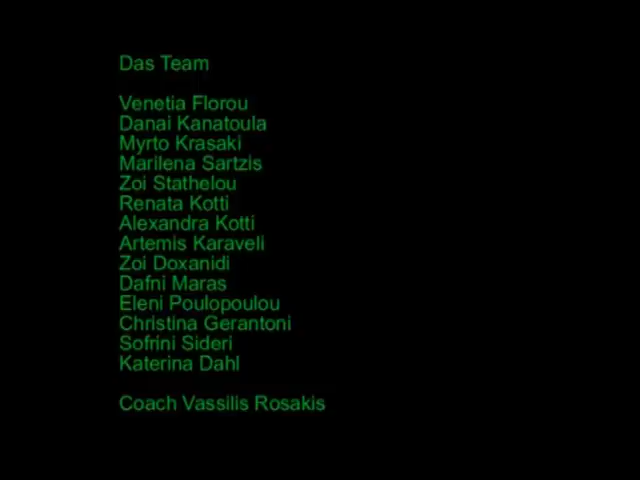 Das Team
Venetia Florou
Danai Kanatoula
Myrto Krasaki
Marilena Sartzis
Zoi Stathelou
Renata Kotti
Alexandra Kotti
Artemis Karaveli
Zoi Doxanidi
Dafni Maras
Eleni Poulopoulou
Christina Gerantoni
Sofrini Sideri
Katerina Dahl
Coach Vassilis Rosakis